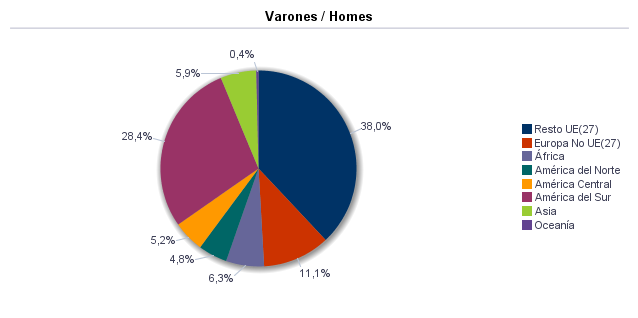 Varones / Homes
0,4%
5,9%
38,0%
28,4%
5,2%
4,8%
6,3%
11,1%
Resto UE(27)
Europa No UE(27)
África
América del Norte
América Central
América del Sur
Asia
Oceanía